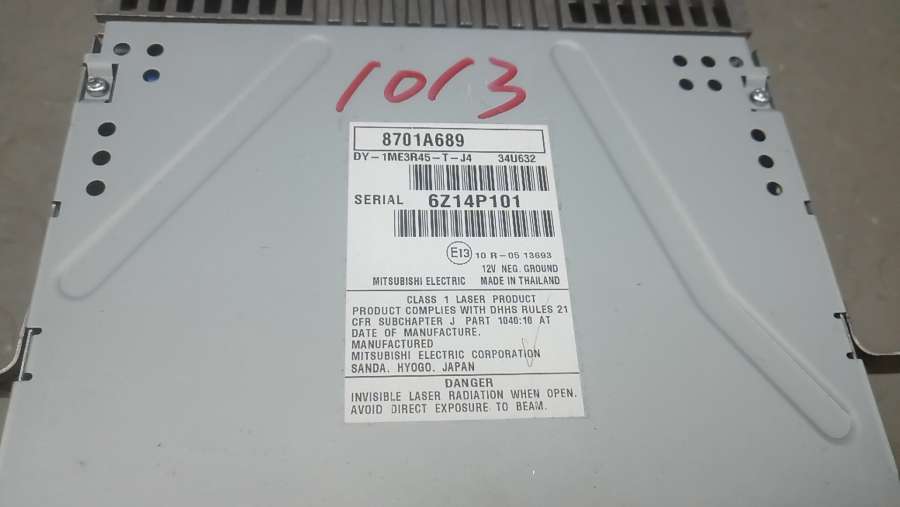 1013
8701A689
DY-1ME3R45-T-J4 34U632
SERIAL 6Z14P101
E13 10 R-05 13693
12V NEG. GROUND
MITSUBISHI ELECTRIC MADE IN THAILAND
CLASS 1 LASER PRODUCT
PRODUCT COMPLIES WITH DHHS RULES 21
CFR SUBCHAPTER J PART 1040:10 AT
DATE OF MANUFACTURE.
MANUFACTURED
MITSUBISHI ELECTRIC CORPORATION
SANDA, HYOGO, JAPAN
DANGER
INVISIBLE LASER RADIATION WHEN OPEN.
AVOID DIRECT EXPOSURE TO BEAM.